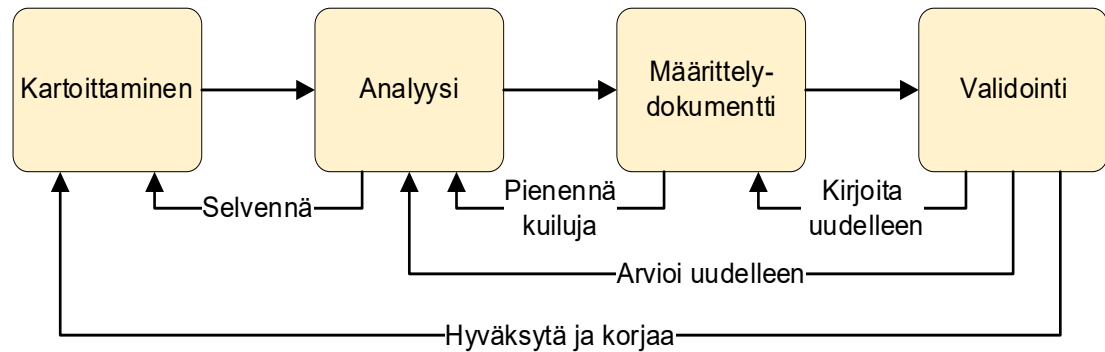 Kartoittaminen
Analyysi
Määrittely-
dokumentti
Validointi
Selvennä
Pienennä
kuiluja
Kirjoita
uudelleen
Arvioi uudelleen
Hyväksytä ja korjaa